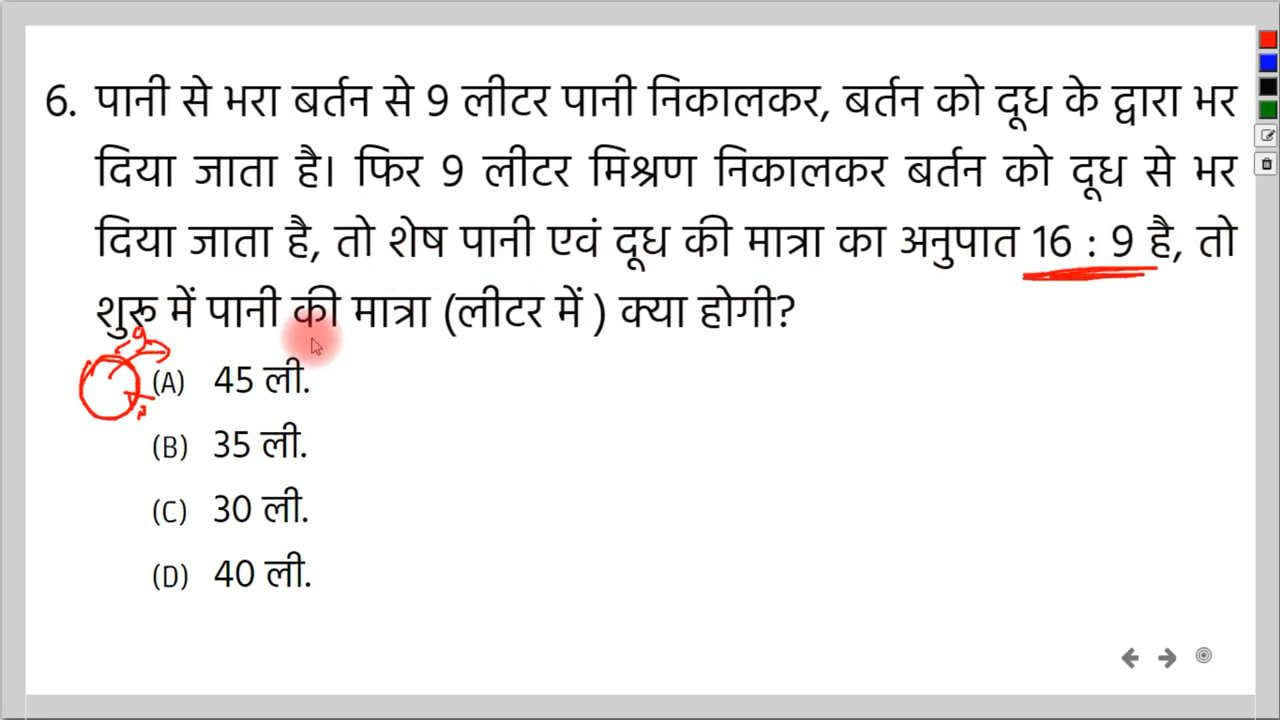 6. पानी से भरा बर्तन से 9 लीटर पानी निकालकर, बर्तन को दूध के द्वारा भर
दिया जाता है। फिर 9 लीटर मिश्रण निकालकर बर्तन को दूध से भर
दिया जाता है, तो शेष पानी एवं दूध की मात्रा का अनुपात 16 : 9 है, तो
शुरू में पानी की मात्रा (लीटर में ) क्या होगी?
9
(A) 45 ली.
(B) 35 ली.
(C) 30 ली.
(D) 40 ली.